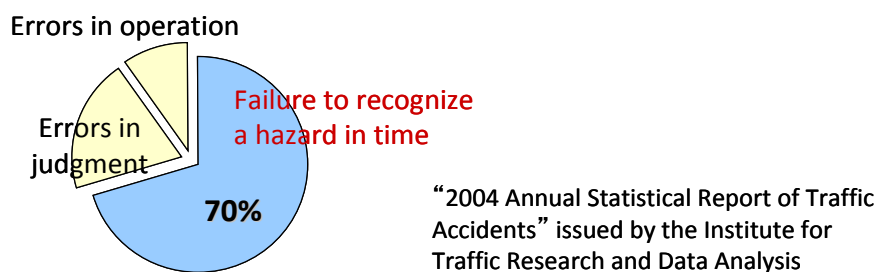 Errors in operation
Failure to recognize
a hazard in time
Errors in
judgment
70%
“2004 Annual Statistical Report of Traffic
Accidents” issued by the Institute for
Traffic Research and Data Analysis